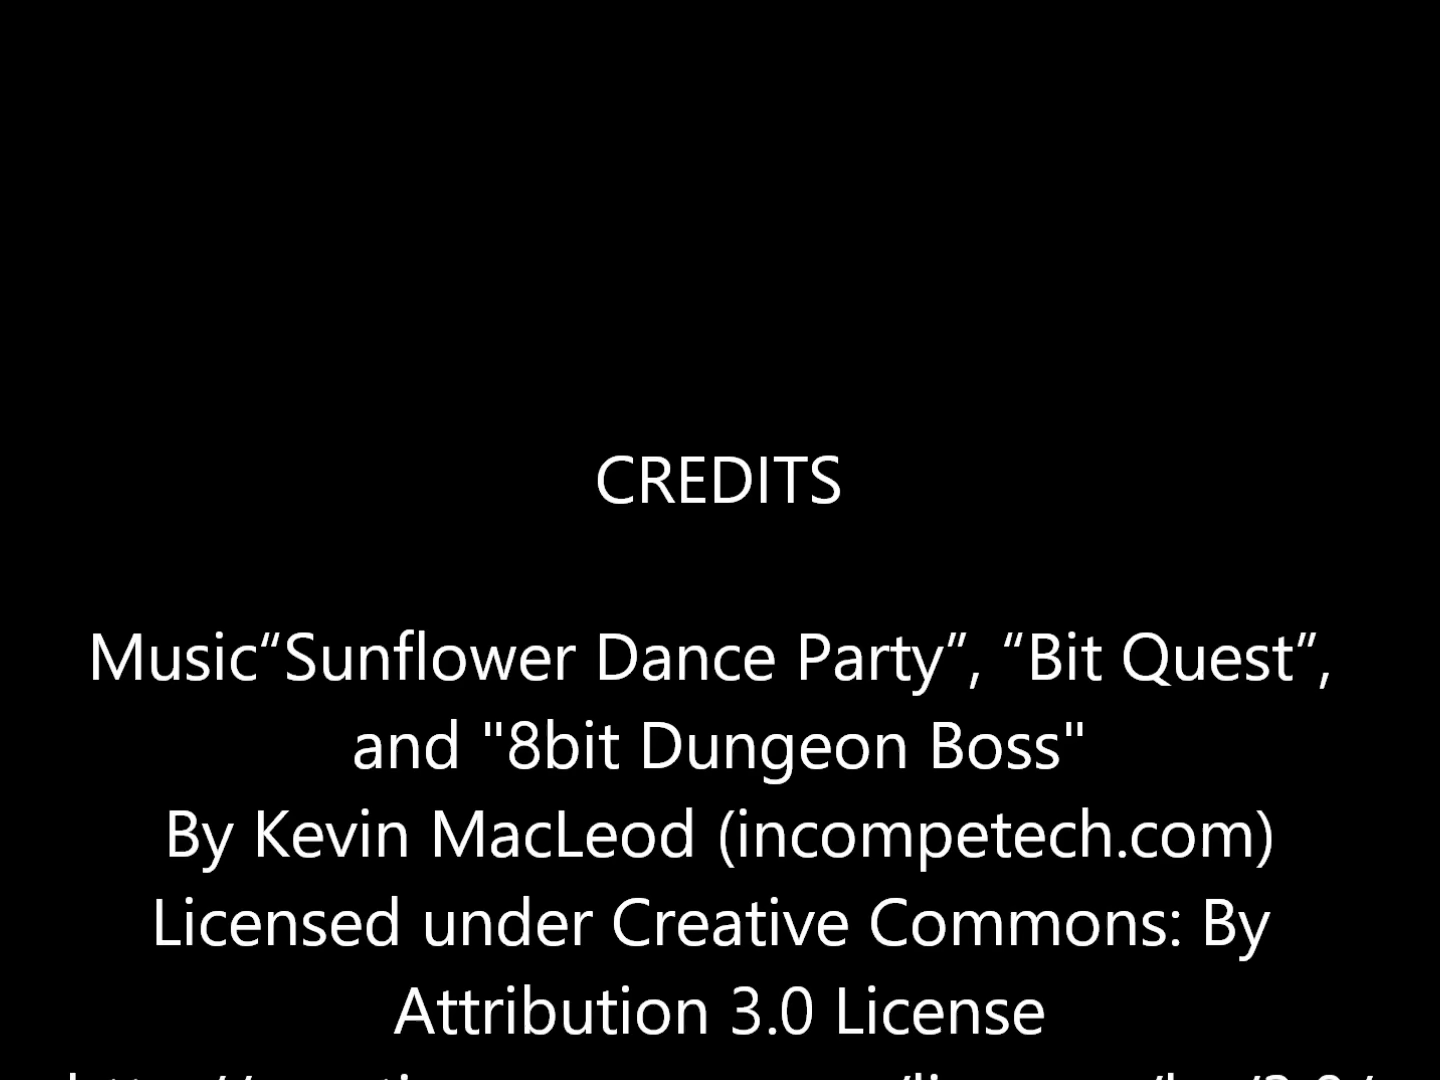 CREDITS
Music“Sunflower Dance Party”, “Bit Quest”,
and "8bit Dungeon Boss"
By Kevin MacLeod (incompetech.com)
Licensed under Creative Commons: By
Attribution 3.0 License